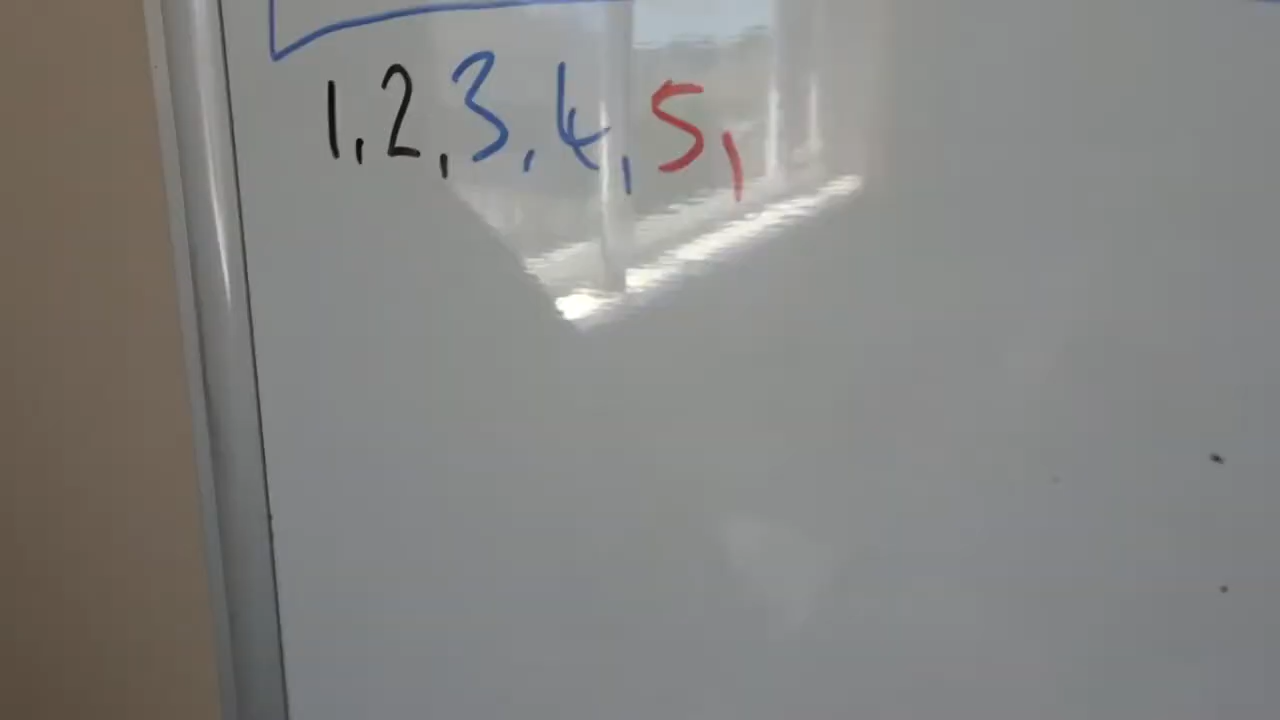 1, 2, 3, 4, 5,